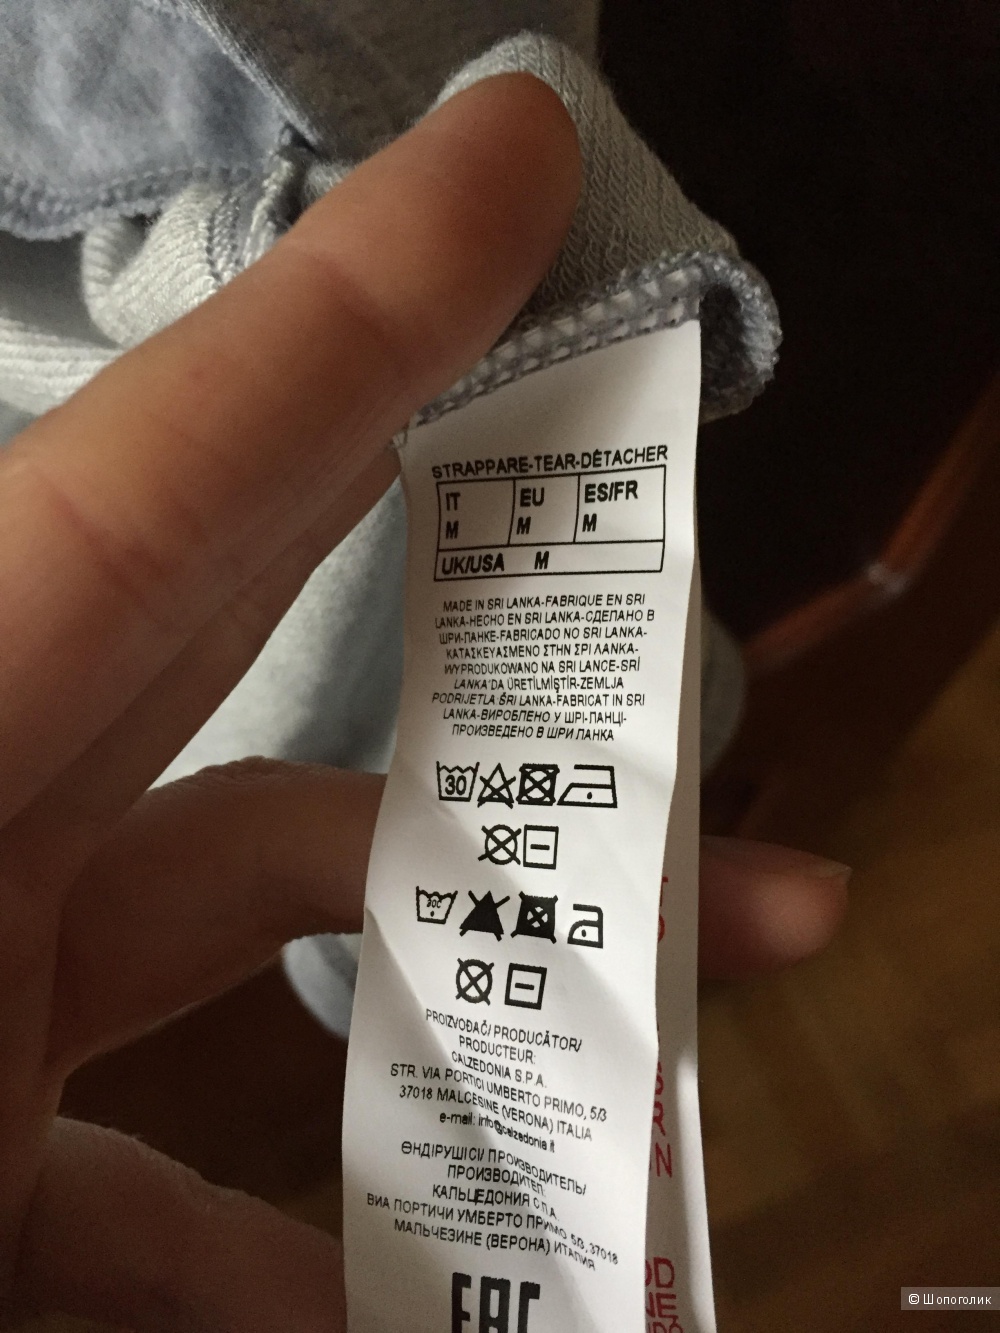 STRAPPARE-TEAR-DÉTACHER
IT EU ES/FR
M M M
UK/USA M
MADE IN SRI LANKA-FABRIQUE EN SRI
LANKA-HECHO EN SRI LANKA-СДЕЛАНО В
ШРИ-ЛАНКЕ-FABRICADO NO SRI LANKA-
ΚΑΤΑΣΚΕΥΑΣΜΕΝΟ ΣΤΗΝ ΣΡΙ ΛΑΝΚΑ-
WYPRODUKOWANO NA SRI LANCE-SRİ
LANKA'DA ÜRETİLMİŞTİR-ZEMLJA
PODRIJETLA ŠRI LANKA-FABRICAT IN SRI
LANKA-ВИРОБЛЕНО У ШРІ-ЛАНЦІ-
ПРОИЗВЕДЕНО В ШРИ ЛАНКА
30
30C
PROIZVOĐAČ/ PRODUCĂTOR/
PRODUCTEUR:
CALZEDONIA S.P.A.
STR. VIA PORTICI UMBERTO PRIMO, 5/3
37018 MALCESINE (VERONA) ITALIA
e-mail: info@calzedonia.it
ӨНДІРУШІСІ/ ПРОИЗВОДИТЕЛЬ/
ПРОИЗВОДИТЕЛ:
КАЛЬЦЕДОНИЯ С.П.А.
ВИА ПОРТИЧИ УМБЕРТО ПРИМО 5/3, 37018
МАЛЬЧЕЗИНЕ (ВЕРОНА) ИТАЛИЯ
EAC
© Шопоголик